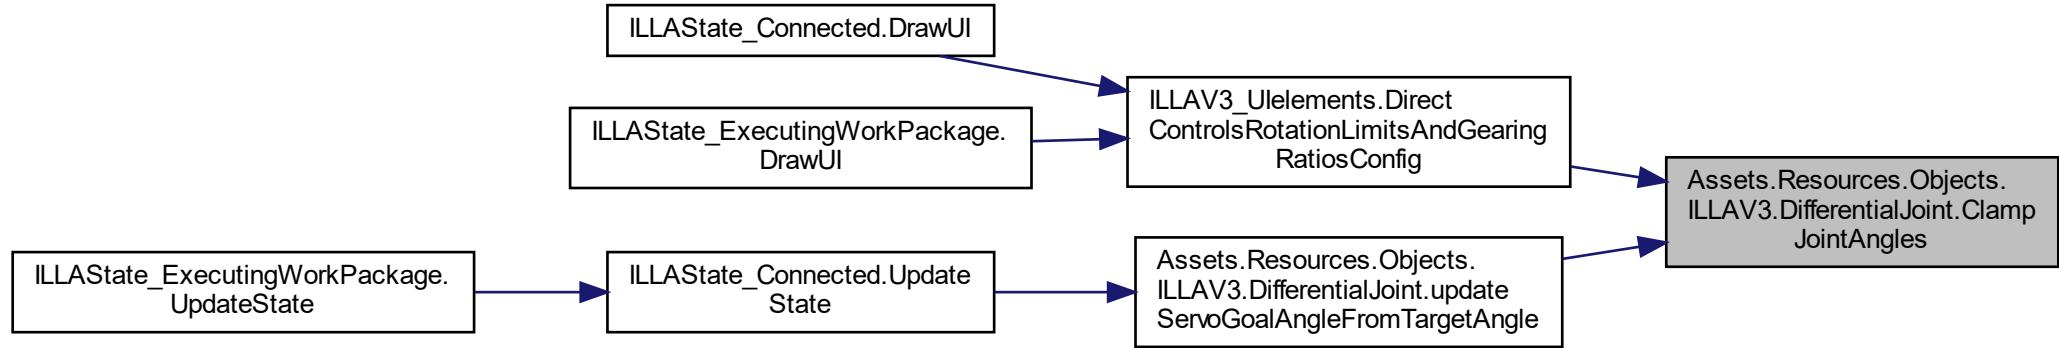 ILLAState_Connected.DrawUI
ILLAState_ExecutingWorkPackage.
DrawUI
ILLAV3_UIelements.Direct
ControlsRotationLimitsAndGearing
RatiosConfig
Assets.Resources.Objects.
ILLAV3.DifferentialJoint.Clamp
JointAngles
ILLAState_ExecutingWorkPackage.
UpdateState
ILLAState_Connected.Update
State
Assets.Resources.Objects.
ILLAV3.DifferentialJoint.update
ServoGoalAngleFromTargetAngle